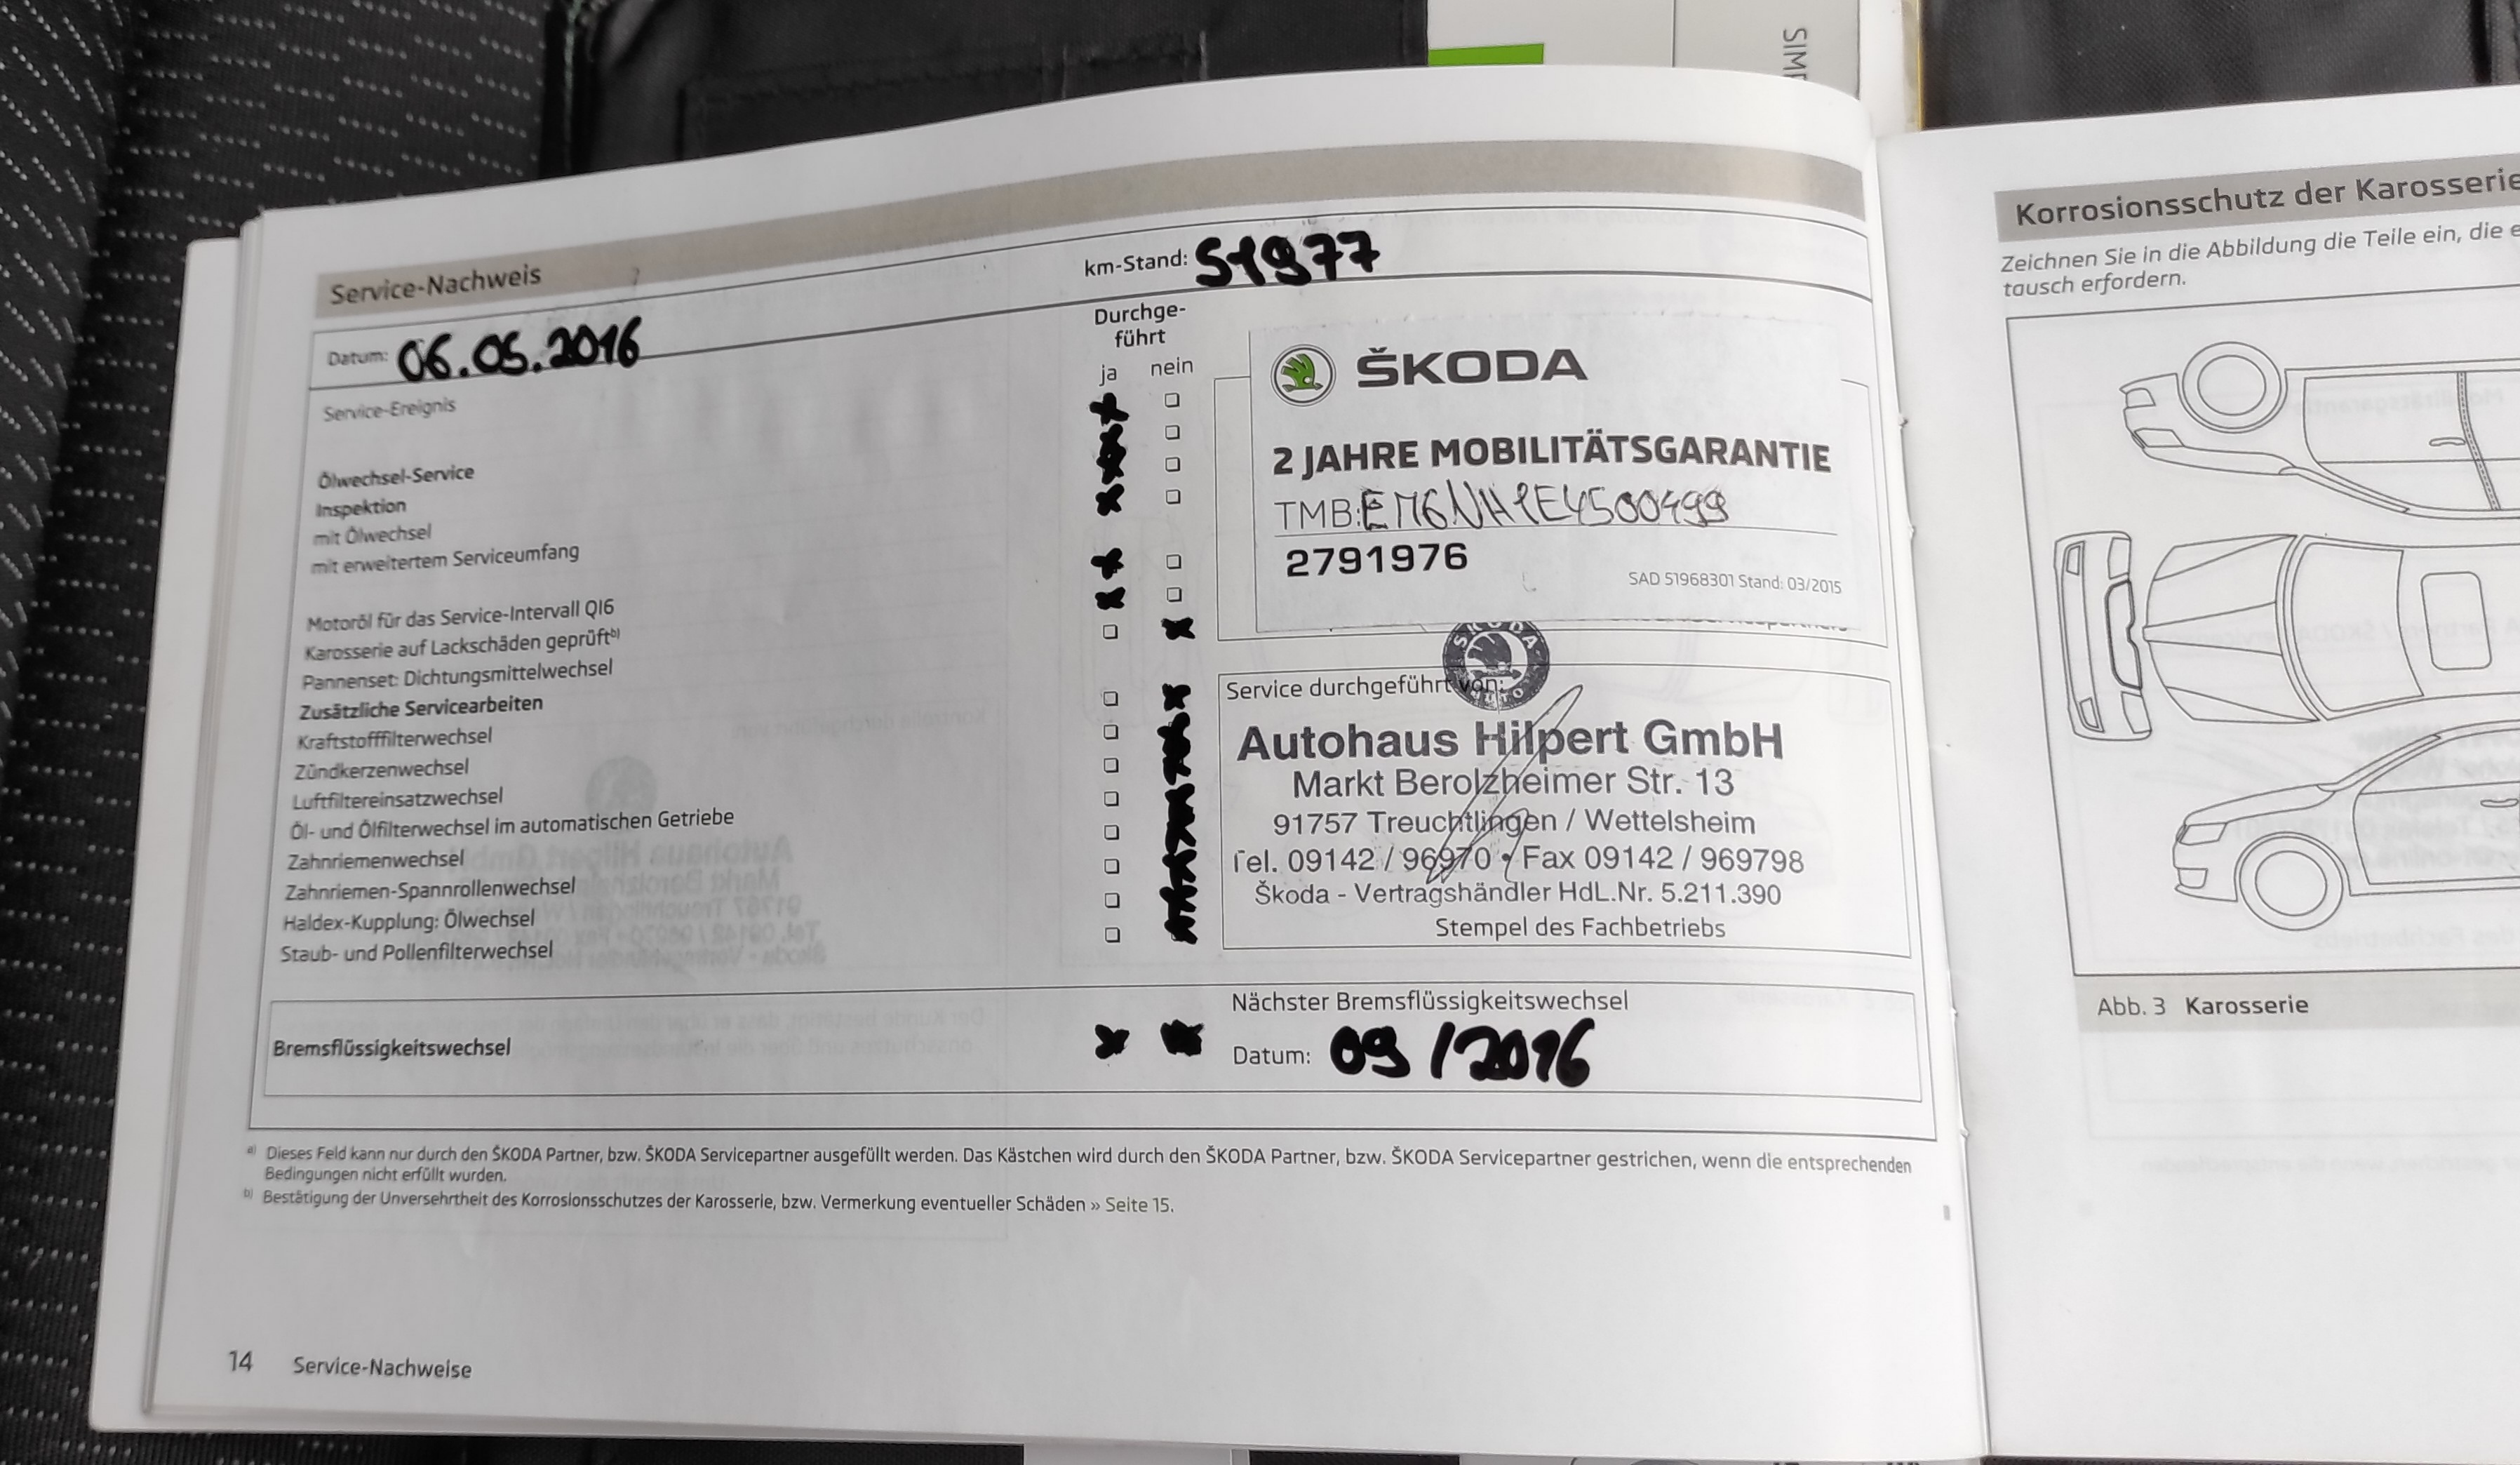 SIM
Service-Nachweis
km-Stand: 51977
Datum: 06.05.2016
Durchge-
führt
ja nein
Service-Ereignis
Ölwechsel-Service
Inspektion
mit Ölwechsel
mit erweitertem Serviceumfang
Motoröl für das Service-Intervall QI6
Karosserie auf Lackschäden geprüft b)
Pannenset: Dichtungsmittelwechsel
Zusätzliche Servicearbeiten
Kraftstofffilterwechsel
Zündkerzenwechsel
Luftfiltereinsatzwechsel
Öl- und Ölfilterwechsel im automatischen Getriebe
Zahnriemenwechsel
Zahnriemen-Spannrollenwechsel
Haldex-Kupplung: Ölwechsel
Staub- und Pollenfilterwechsel
ŠKODA
2 JAHRE MOBILITÄTSGARANTIE
TMB:
2791976
SAD 51968301 Stand: 03/2015
SKODA
AUTO
Service durchgeführt von:
Autohaus Hilpert GmbH
Markt Berolzheimer Str. 13
91757 Treuchtlingen / Wettelsheim
Tel. 09142 / 96970 • Fax 09142 / 969798
Škoda - Vertragshändler HdL.Nr. 5.211.390
Stempel des Fachbetriebs
Bremsflüssigkeitswechsel
Nächster Bremsflüssigkeitswechsel
Datum: 09/2016
a) Dieses Feld kann nur durch den ŠKODA Partner, bzw. ŠKODA Servicepartner ausgefüllt werden. Das Kästchen wird durch den ŠKODA Partner, bzw. ŠKODA Servicepartner gestrichen, wenn die entsprechenden
Bedingungen nicht erfüllt wurden.
b) Bestätigung der Unversehrtheit des Korrosionsschutzes der Karosserie, bzw. Vermerkung eventueller Schäden » Seite 15.
14 Service-Nachweise
Korrosionsschutz der Karosserie
Zeichnen Sie in die Abbildung die Teile ein, die e
tausch erfordern.
Abb. 3 Karosserie